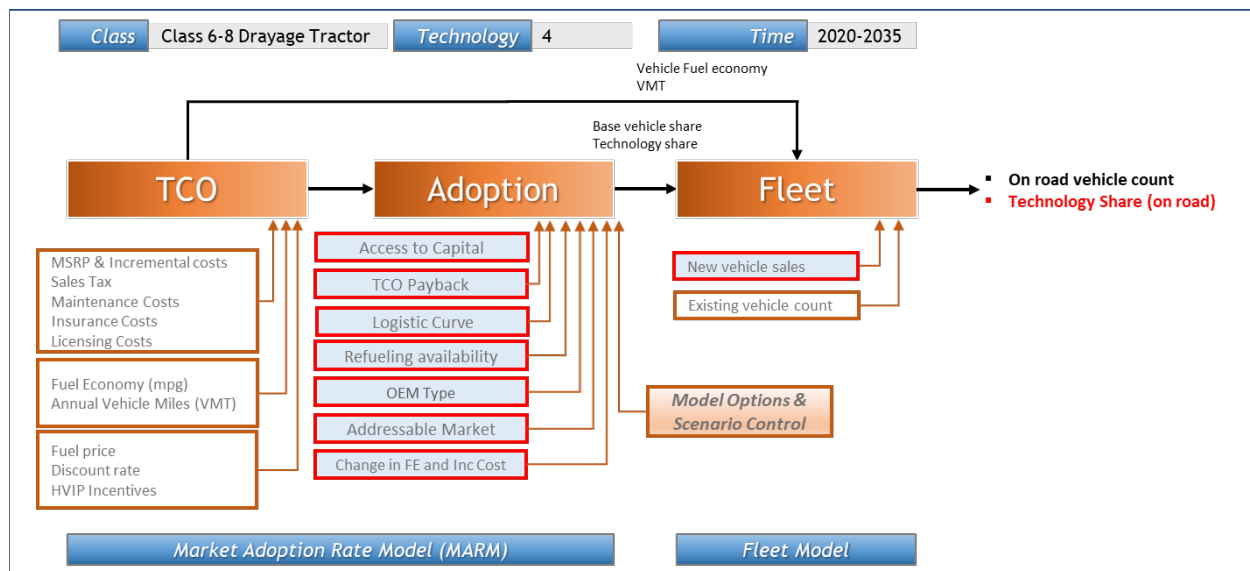 Class
Class 6-8 Drayage Tractor
Technology
4
Time
2020-2035
Vehicle Fuel economy
VMT
Base vehicle share
Technology share
TCO
Adoption
Fleet
On road vehicle count
Technology Share (on road)
MSRP & Incremental costs
Sales Tax
Maintenance Costs
Insurance Costs
Licensing Costs
Fuel Economy (mpg)
Annual Vehicle Miles (VMT)
Fuel price
Discount rate
HVIP Incentives
Access to Capital
TCO Payback
Logistic Curve
Refueling availability
OEM Type
Addressable Market
Change in FE and Inc Cost
Model Options &
Scenario Control
New vehicle sales
Existing vehicle count
Market Adoption Rate Model (MARM)
Fleet Model